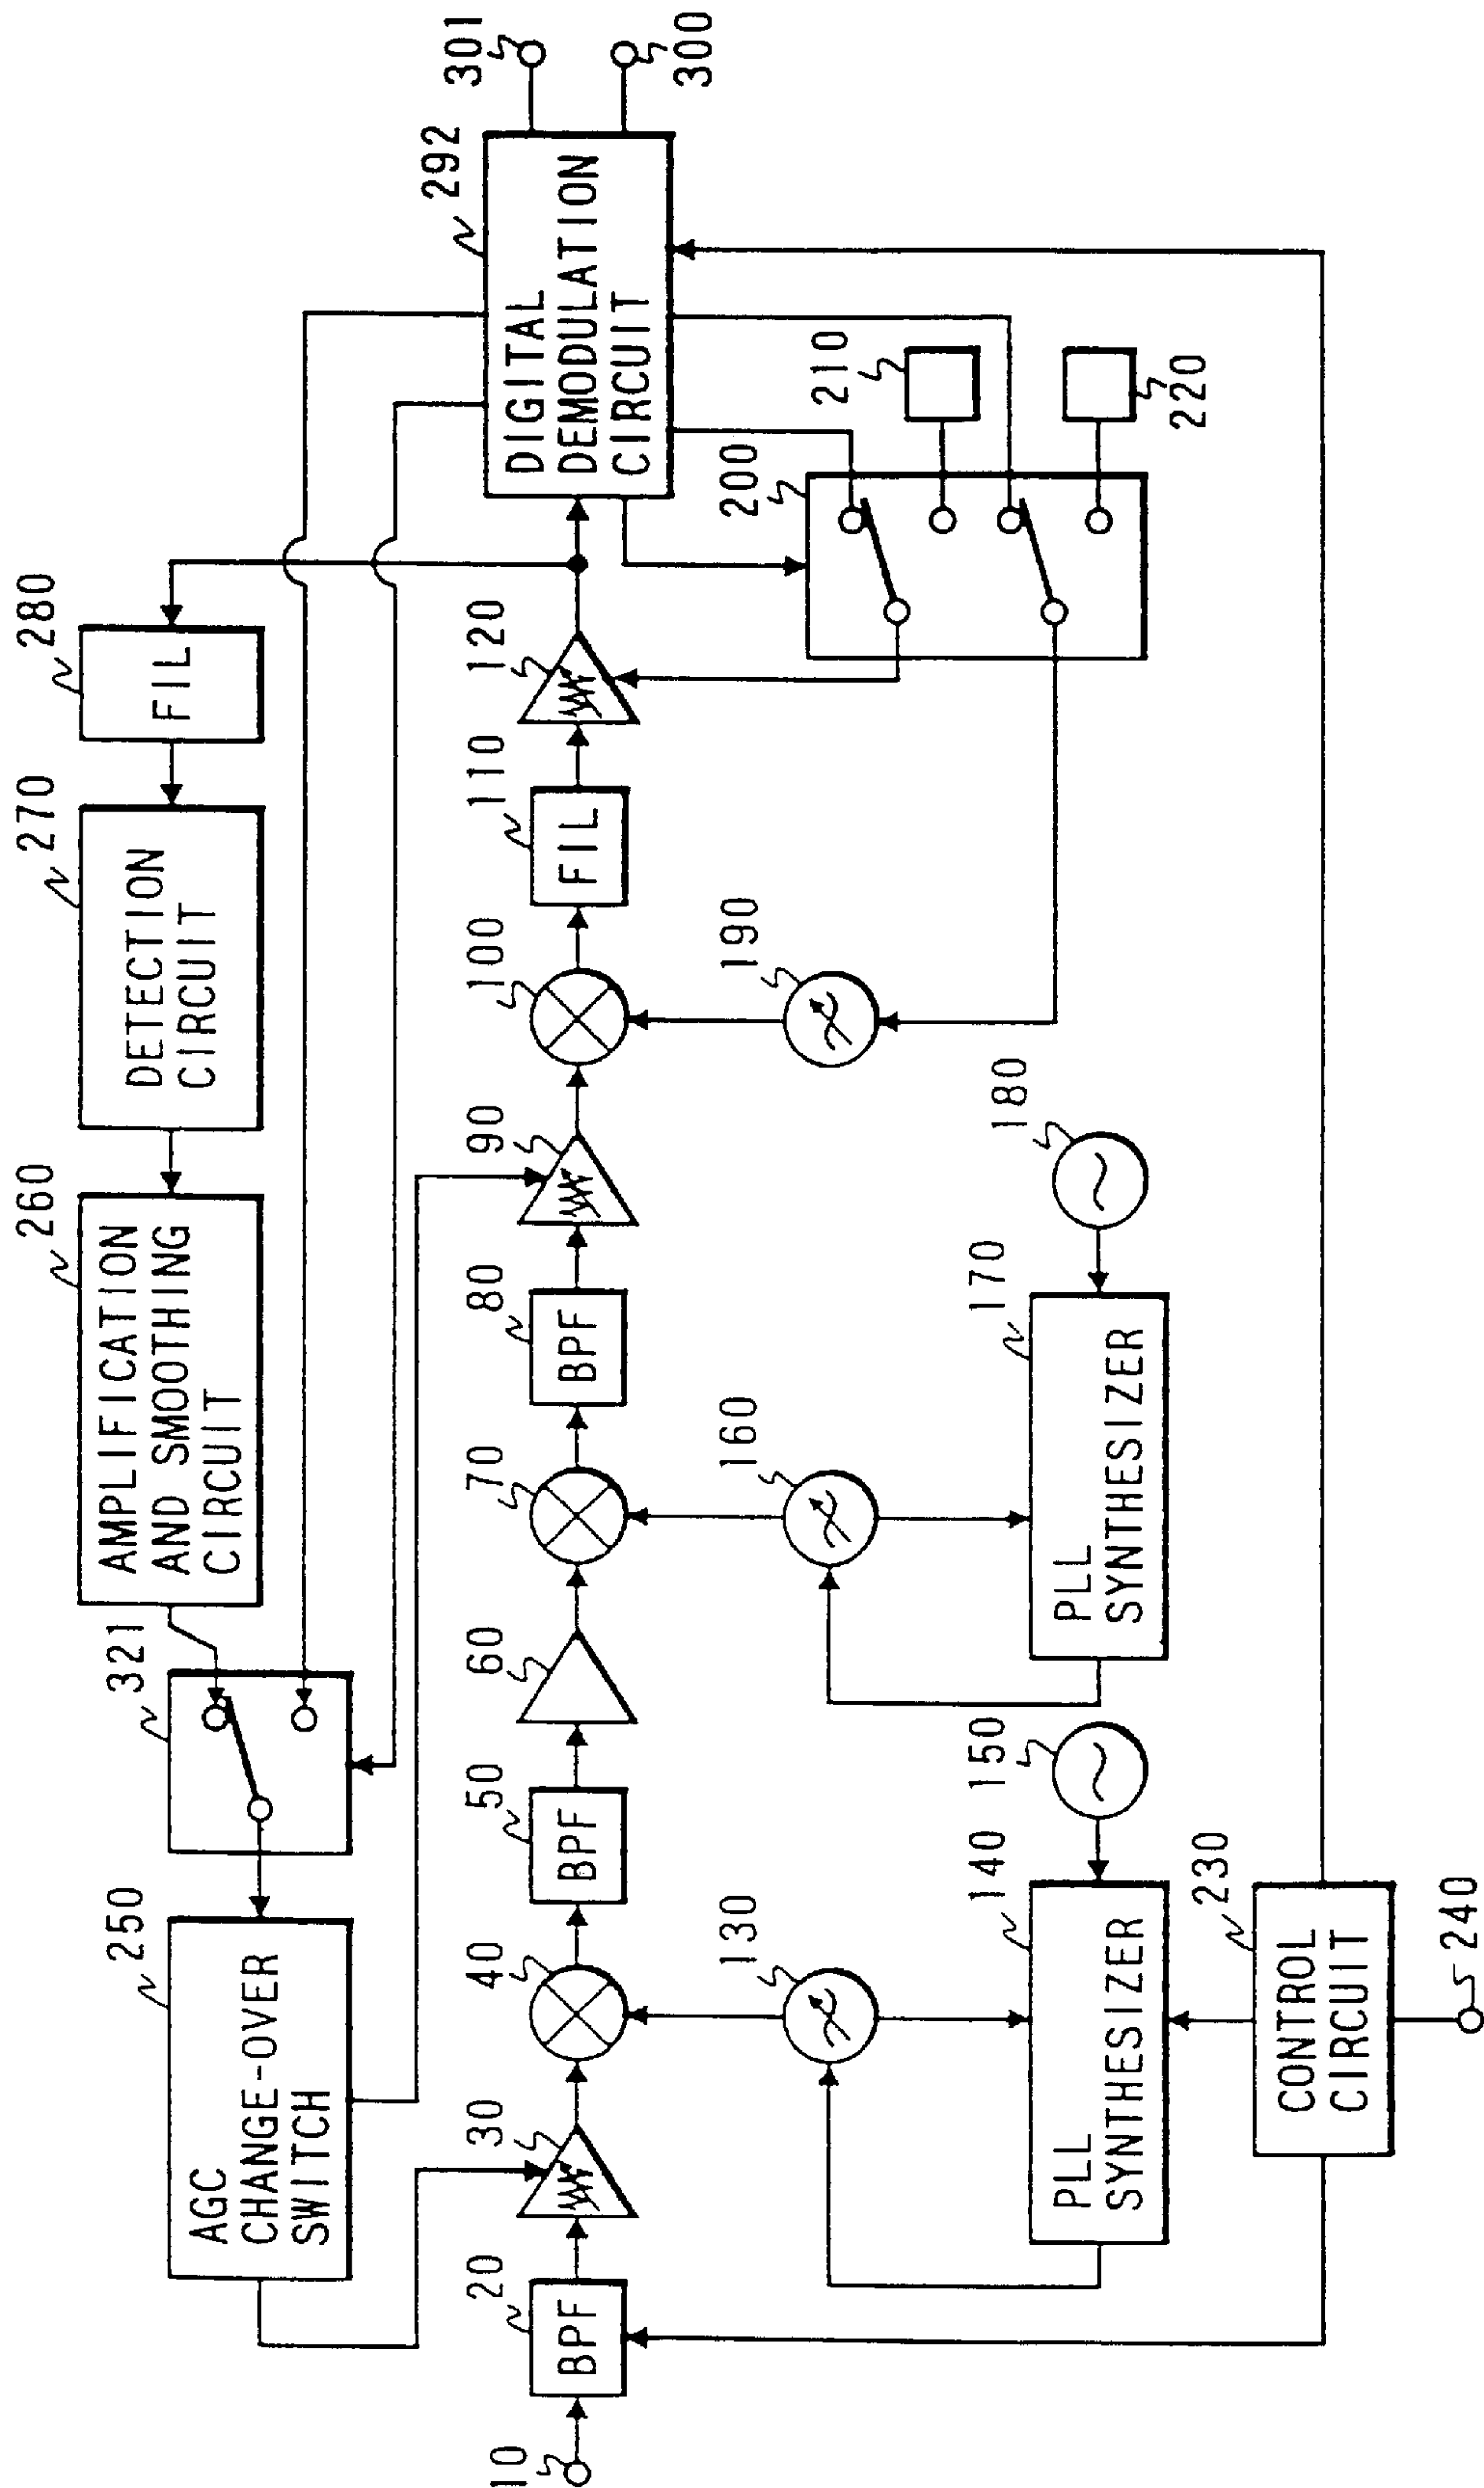 280
270
260
FIL
DETECTION
CIRCUIT
AMPLIFICATION
AND SMOOTHING
CIRCUIT
321
250
AGC
CHANGE-OVER
SWITCH
10
20
BPF
30
40
50
BPF
60
70
80
BPF
90
100
110
FIL
120
292
DIGITAL
DEMODULATION
CIRCUIT
301
300
130
140
PLL
SYNTHESIZER
150
160
170
PLL
SYNTHESIZER
180
190
200
210
220
230
CONTROL
CIRCUIT
240